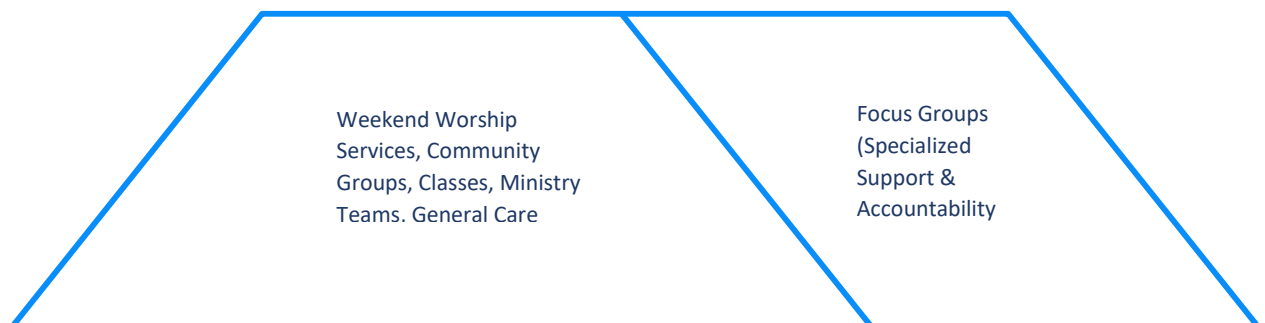 Weekend Worship
Services, Community
Groups, Classes, Ministry
Teams. General Care
Focus Groups
(Specialized
Support &
Accountability